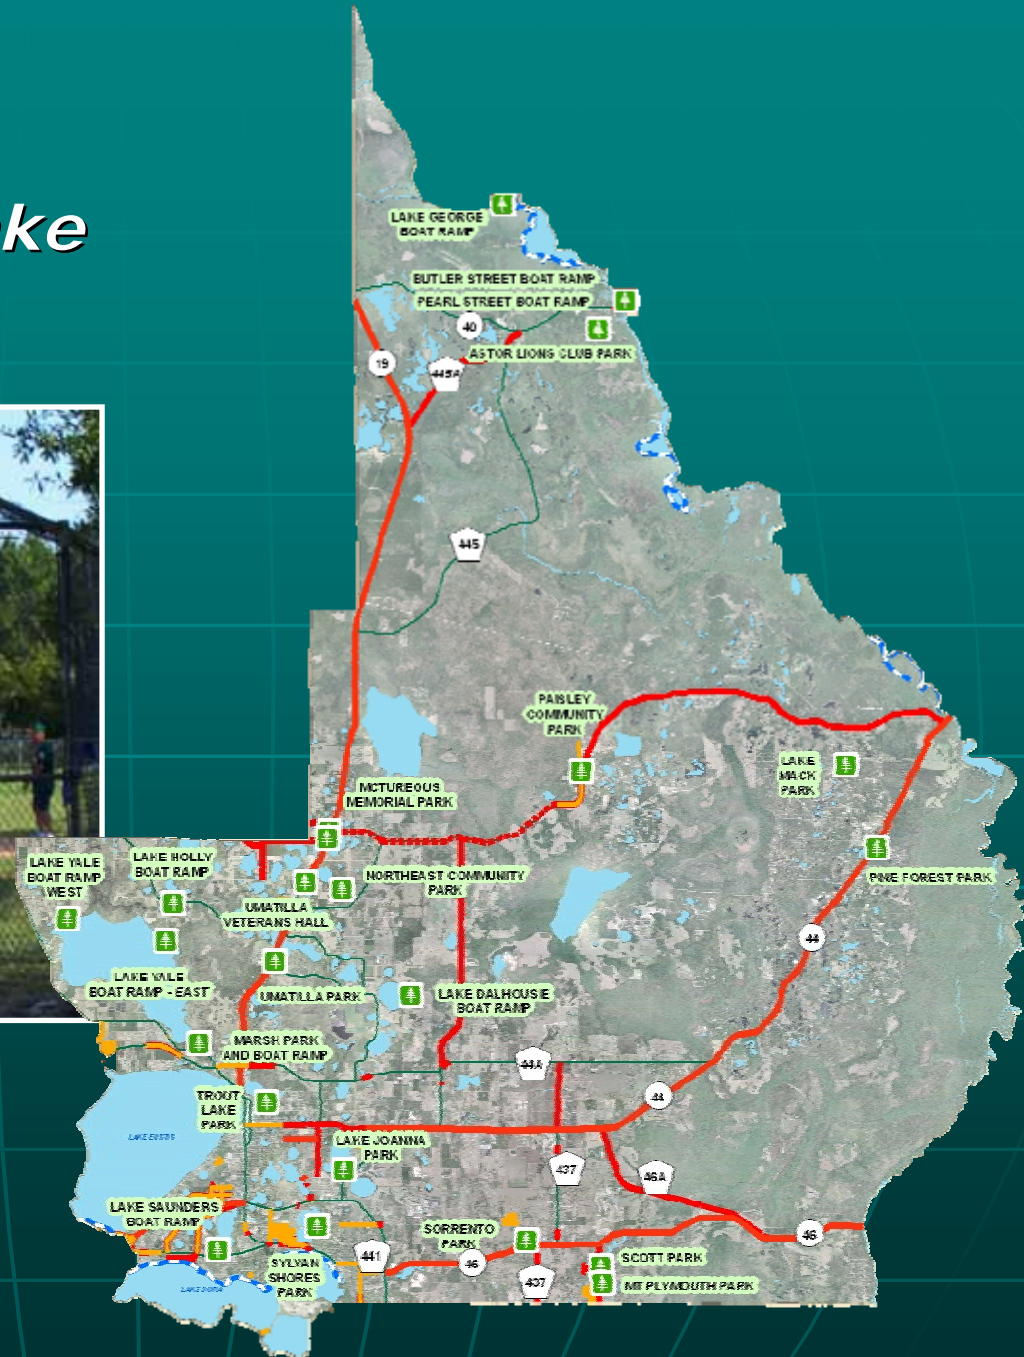 ke
LAKE GEORGE
BOAT RAMP
BUTLER STREET BOAT RAMP
PEARL STREET BOAT RAMP
40
ASTOR LIONS CLUB PARK
19
445A
445
PAISLEY
COMMUNITY
PARK
LAKE
MACK
PARK
MCTUREOUS
MEMORIAL PARK
LAKE YALE
BOAT RAMP
WEST
LAKE HOLLY
BOAT RAMP
NORTHEAST COMMUNITY
PARK
PINE FOREST PARK
UMATILLA
VETERANS HALL
44
LAKE YALE
BOAT RAMP - EAST
UMATILLA PARK
LAKE DALHOUSIE
BOAT RAMP
MARSH PARK
AND BOAT RAMP
44A
TROUT
LAKE
PARK
44
LAKE EUSTIS
LAKE JOANNA
PARK
437
46A
LAKE SAUNDERS
BOAT RAMP
SORRENTO
PARK
46
441
46
SCOTT PARK
SYLVAN
SHORES
PARK
437
MT PLYMOUTH PARK
LAKE DORA